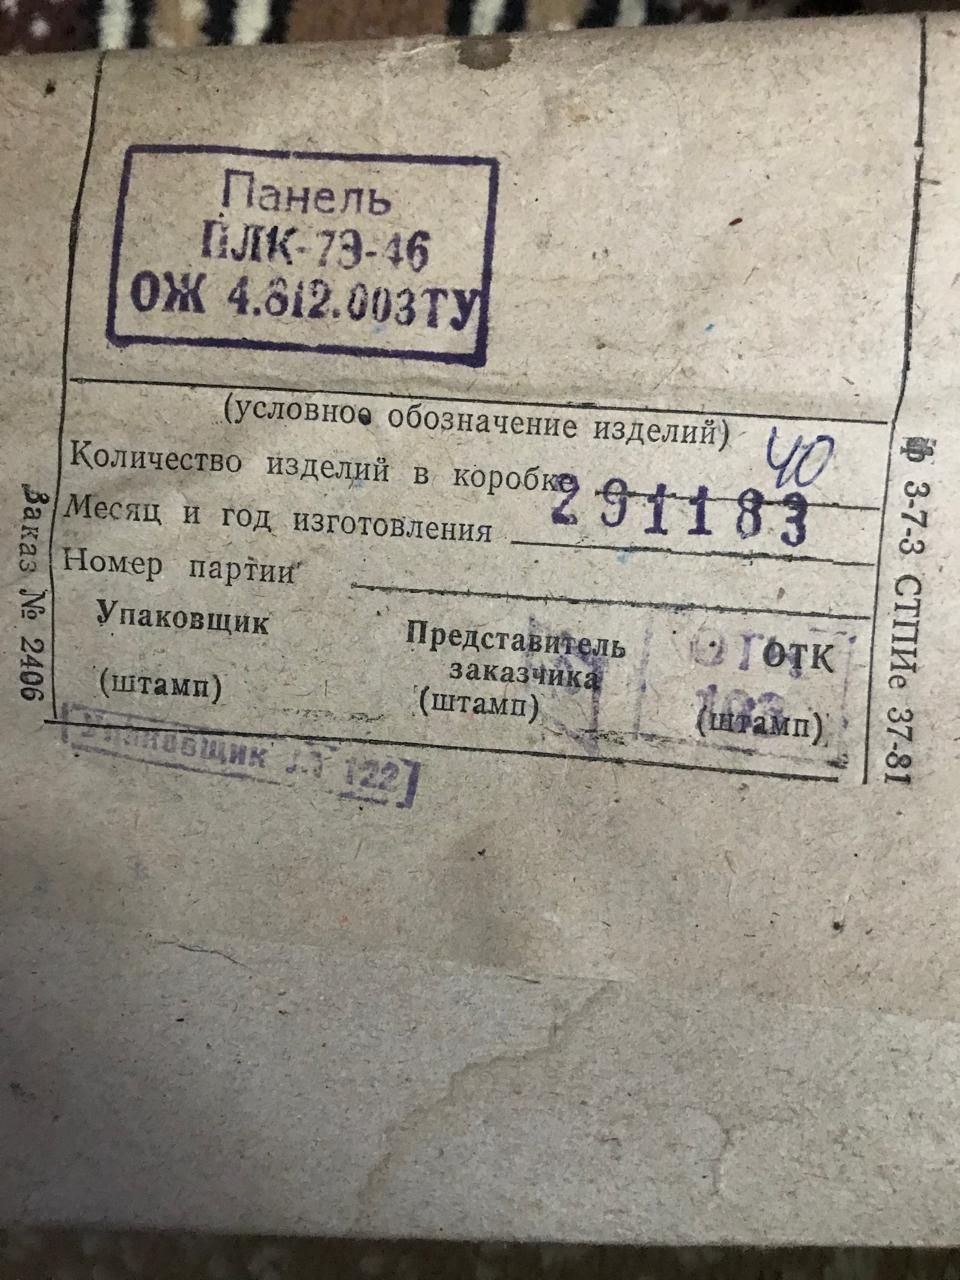 Панель
ПЛК-7Э-46
ОЖ 4.812.003ТУ
(условное обозначение изделий)
Количество изделий в коробке 40
Месяц и год изготовления 291183
Номер партии
Упаковщик
(штамп)
Представитель
заказчика
(штамп)
ОТК
(штамп)
Упаковщик 122
Заказ № 2406
ф 3-7-3 СТПИе 37-81